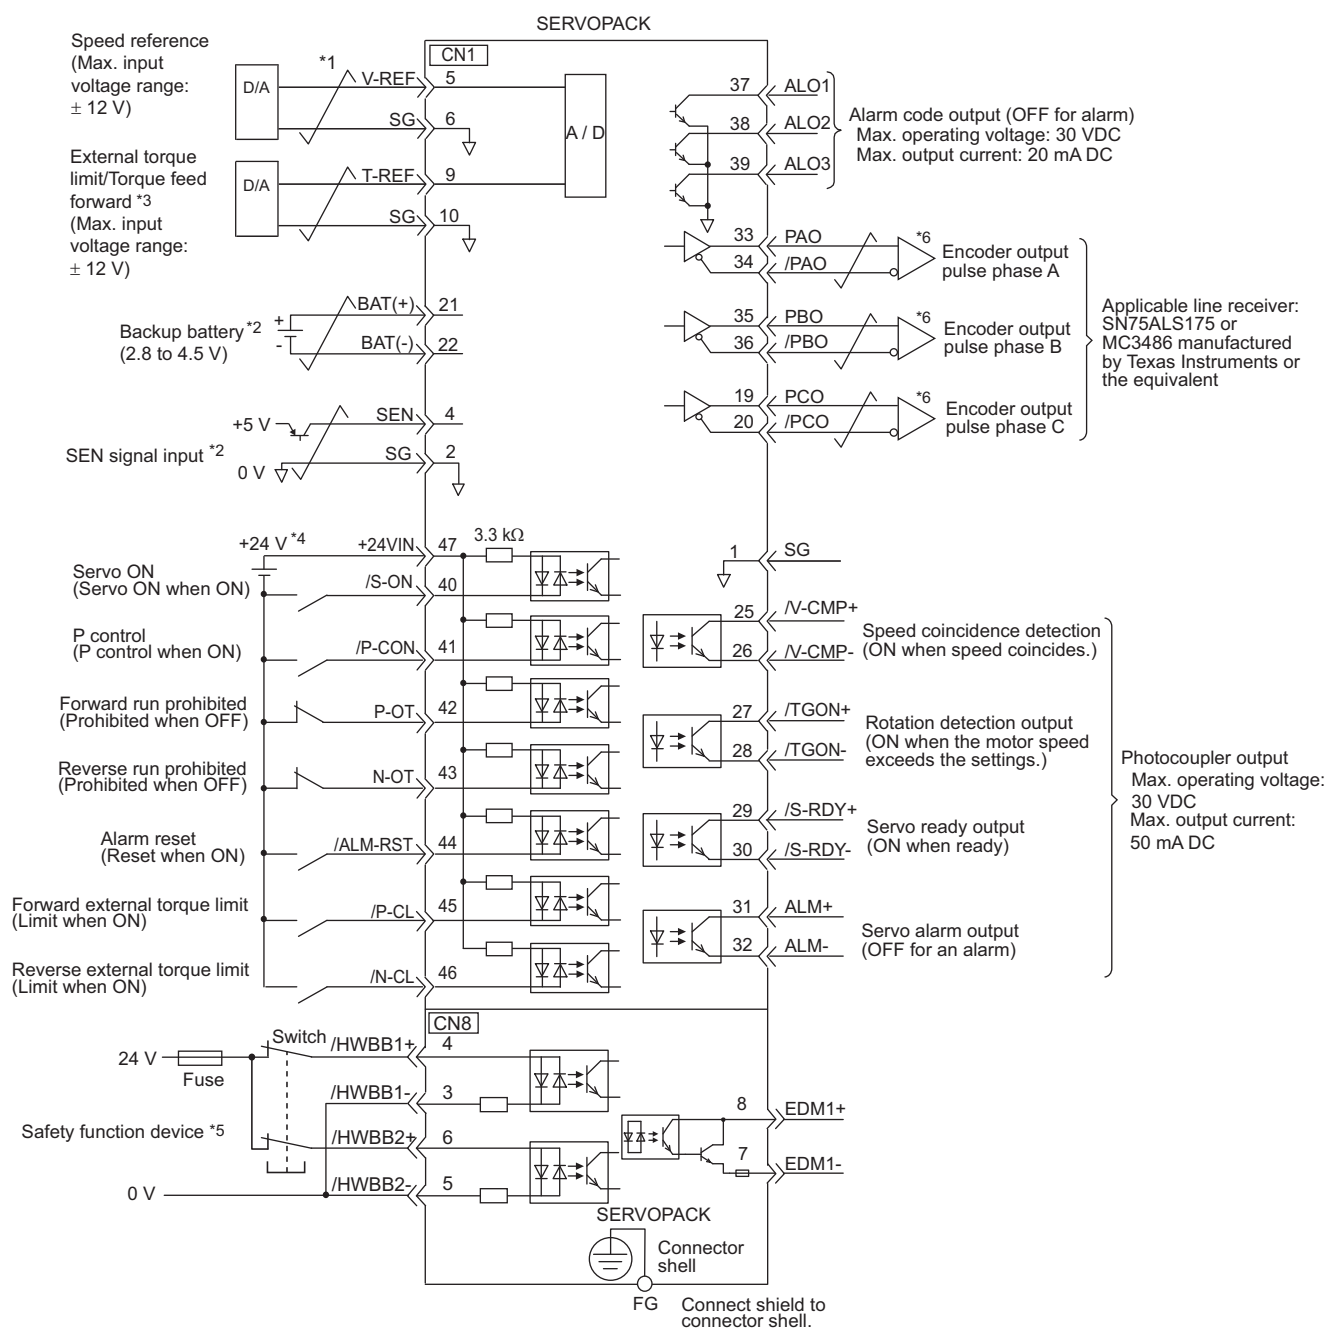 SERVOPACK
CN1
Speed reference
(Max. input
voltage range:
± 12 V)
*1
D/A
V-REF
5
SG
6
A / D
External torque
limit/Torque feed
forward *3
(Max. input
voltage range:
± 12 V)
D/A
T-REF
9
SG
10
Backup battery *2
(2.8 to 4.5 V)
+
-
BAT(+)
21
BAT(-)
22
SEN signal input *2
+5 V
0 V
SEN
4
SG
2
37
ALO1
38
ALO2
39
ALO3
Alarm code output (OFF for alarm)
Max. operating voltage: 30 VDC
Max. output current: 20 mA DC
33
PAO
34
/PAO
*6
Encoder output
pulse phase A
35
PBO
36
/PBO
*6
Encoder output
pulse phase B
19
PCO
20
/PCO
*6
Encoder output
pulse phase C
Applicable line receiver:
SN75ALS175 or
MC3486 manufactured
by Texas Instruments or
the equivalent
+24 V *4
+24VIN
47
3.3 kΩ
Servo ON
(Servo ON when ON)
/S-ON
40
P control
(P control when ON)
/P-CON
41
Forward run prohibited
(Prohibited when OFF)
P-OT
42
Reverse run prohibited
(Prohibited when OFF)
N-OT
43
Alarm reset
(Reset when ON)
/ALM-RST
44
Forward external torque limit
(Limit when ON)
/P-CL
45
Reverse external torque limit
(Limit when ON)
/N-CL
46
1
SG
25
/V-CMP+
26
/V-CMP-
Speed coincidence detection
(ON when speed coincides.)
27
/TGON+
28
/TGON-
Rotation detection output
(ON when the motor speed
exceeds the settings.)
29
/S-RDY+
30
/S-RDY-
Servo ready output
(ON when ready)
31
ALM+
32
ALM-
Servo alarm output
(OFF for an alarm)
Photocoupler output
Max. operating voltage:
30 VDC
Max. output current:
50 mA DC
CN8
24 V
Fuse
Switch
/HWBB1+
4
/HWBB1-
3
Safety function device *5
/HWBB2+
6
0 V
/HWBB2-
5
8
EDM1+
7
EDM1-
SERVOPACK
Connector
shell
FG
Connect shield to
connector shell.